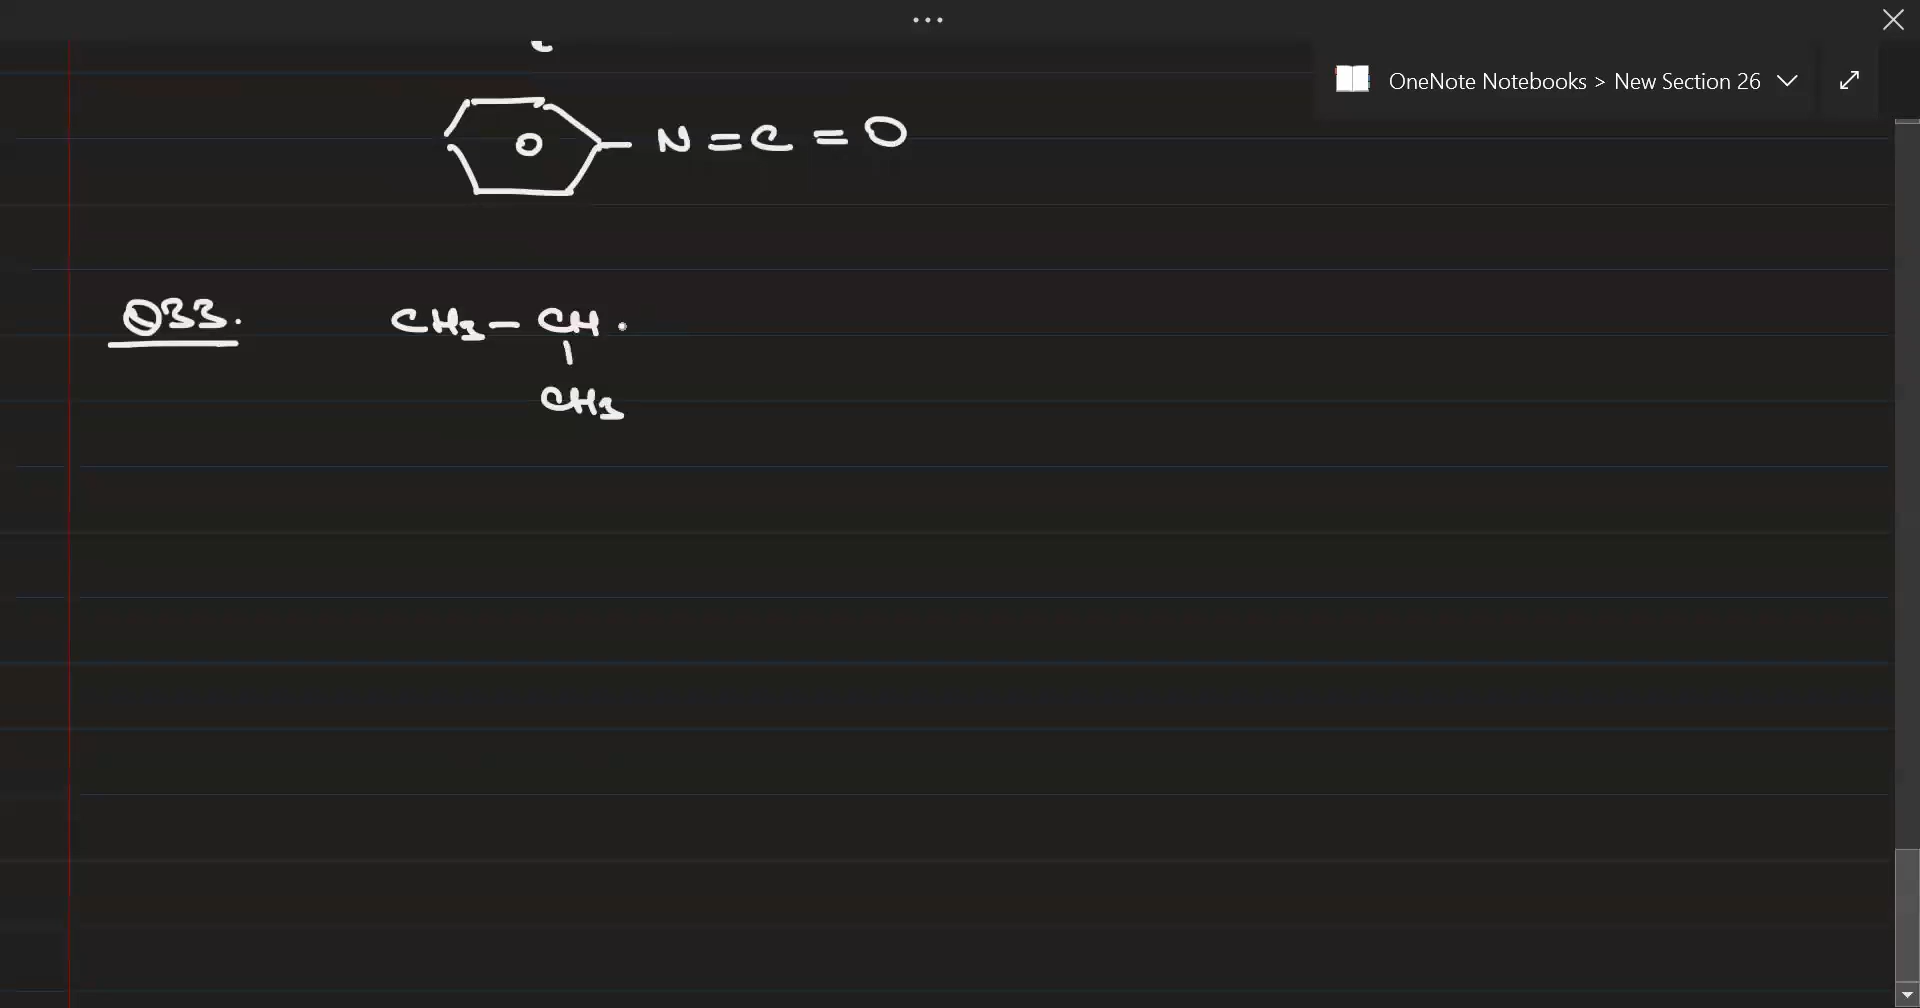 ...
OneNote Notebooks > New Section 26
N=C=O
Q33. CH3-CH.
CH3